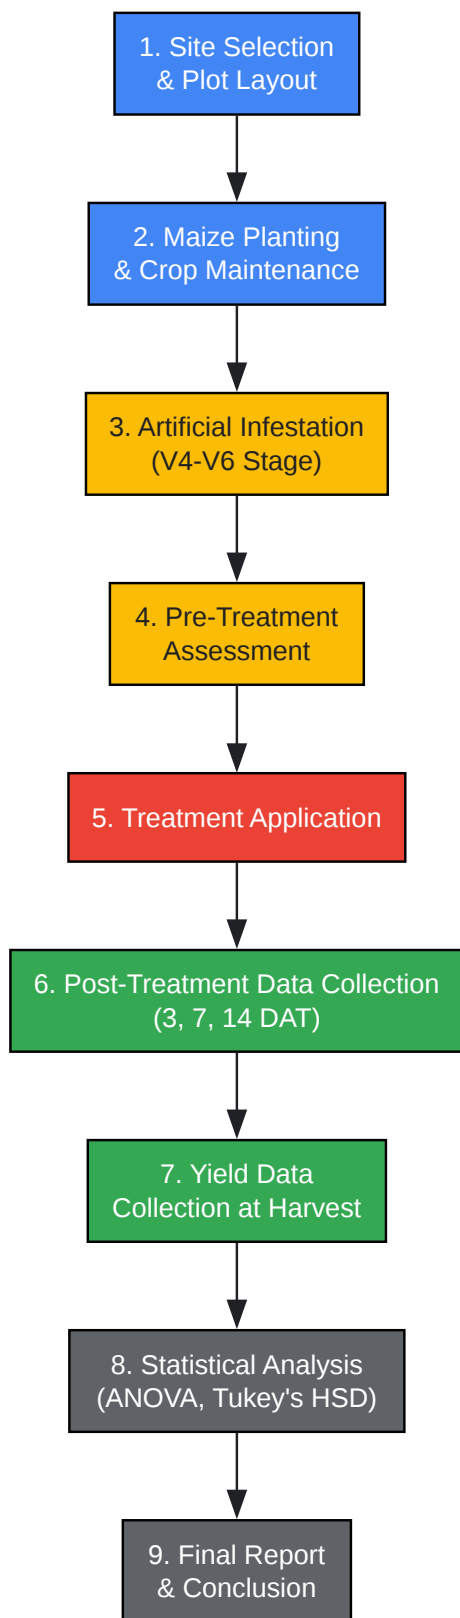 1. Site Selection
& Plot Layout
2. Maize Planting
& Crop Maintenance
3. Artificial Infestation
(V4-V6 Stage)
4. Pre-Treatment
Assessment
5. Treatment Application
6. Post-Treatment Data Collection
(3, 7, 14 DAT)
7. Yield Data
Collection at Harvest
8. Statistical Analysis
(ANOVA, Tukey's HSD)
9. Final Report
& Conclusion